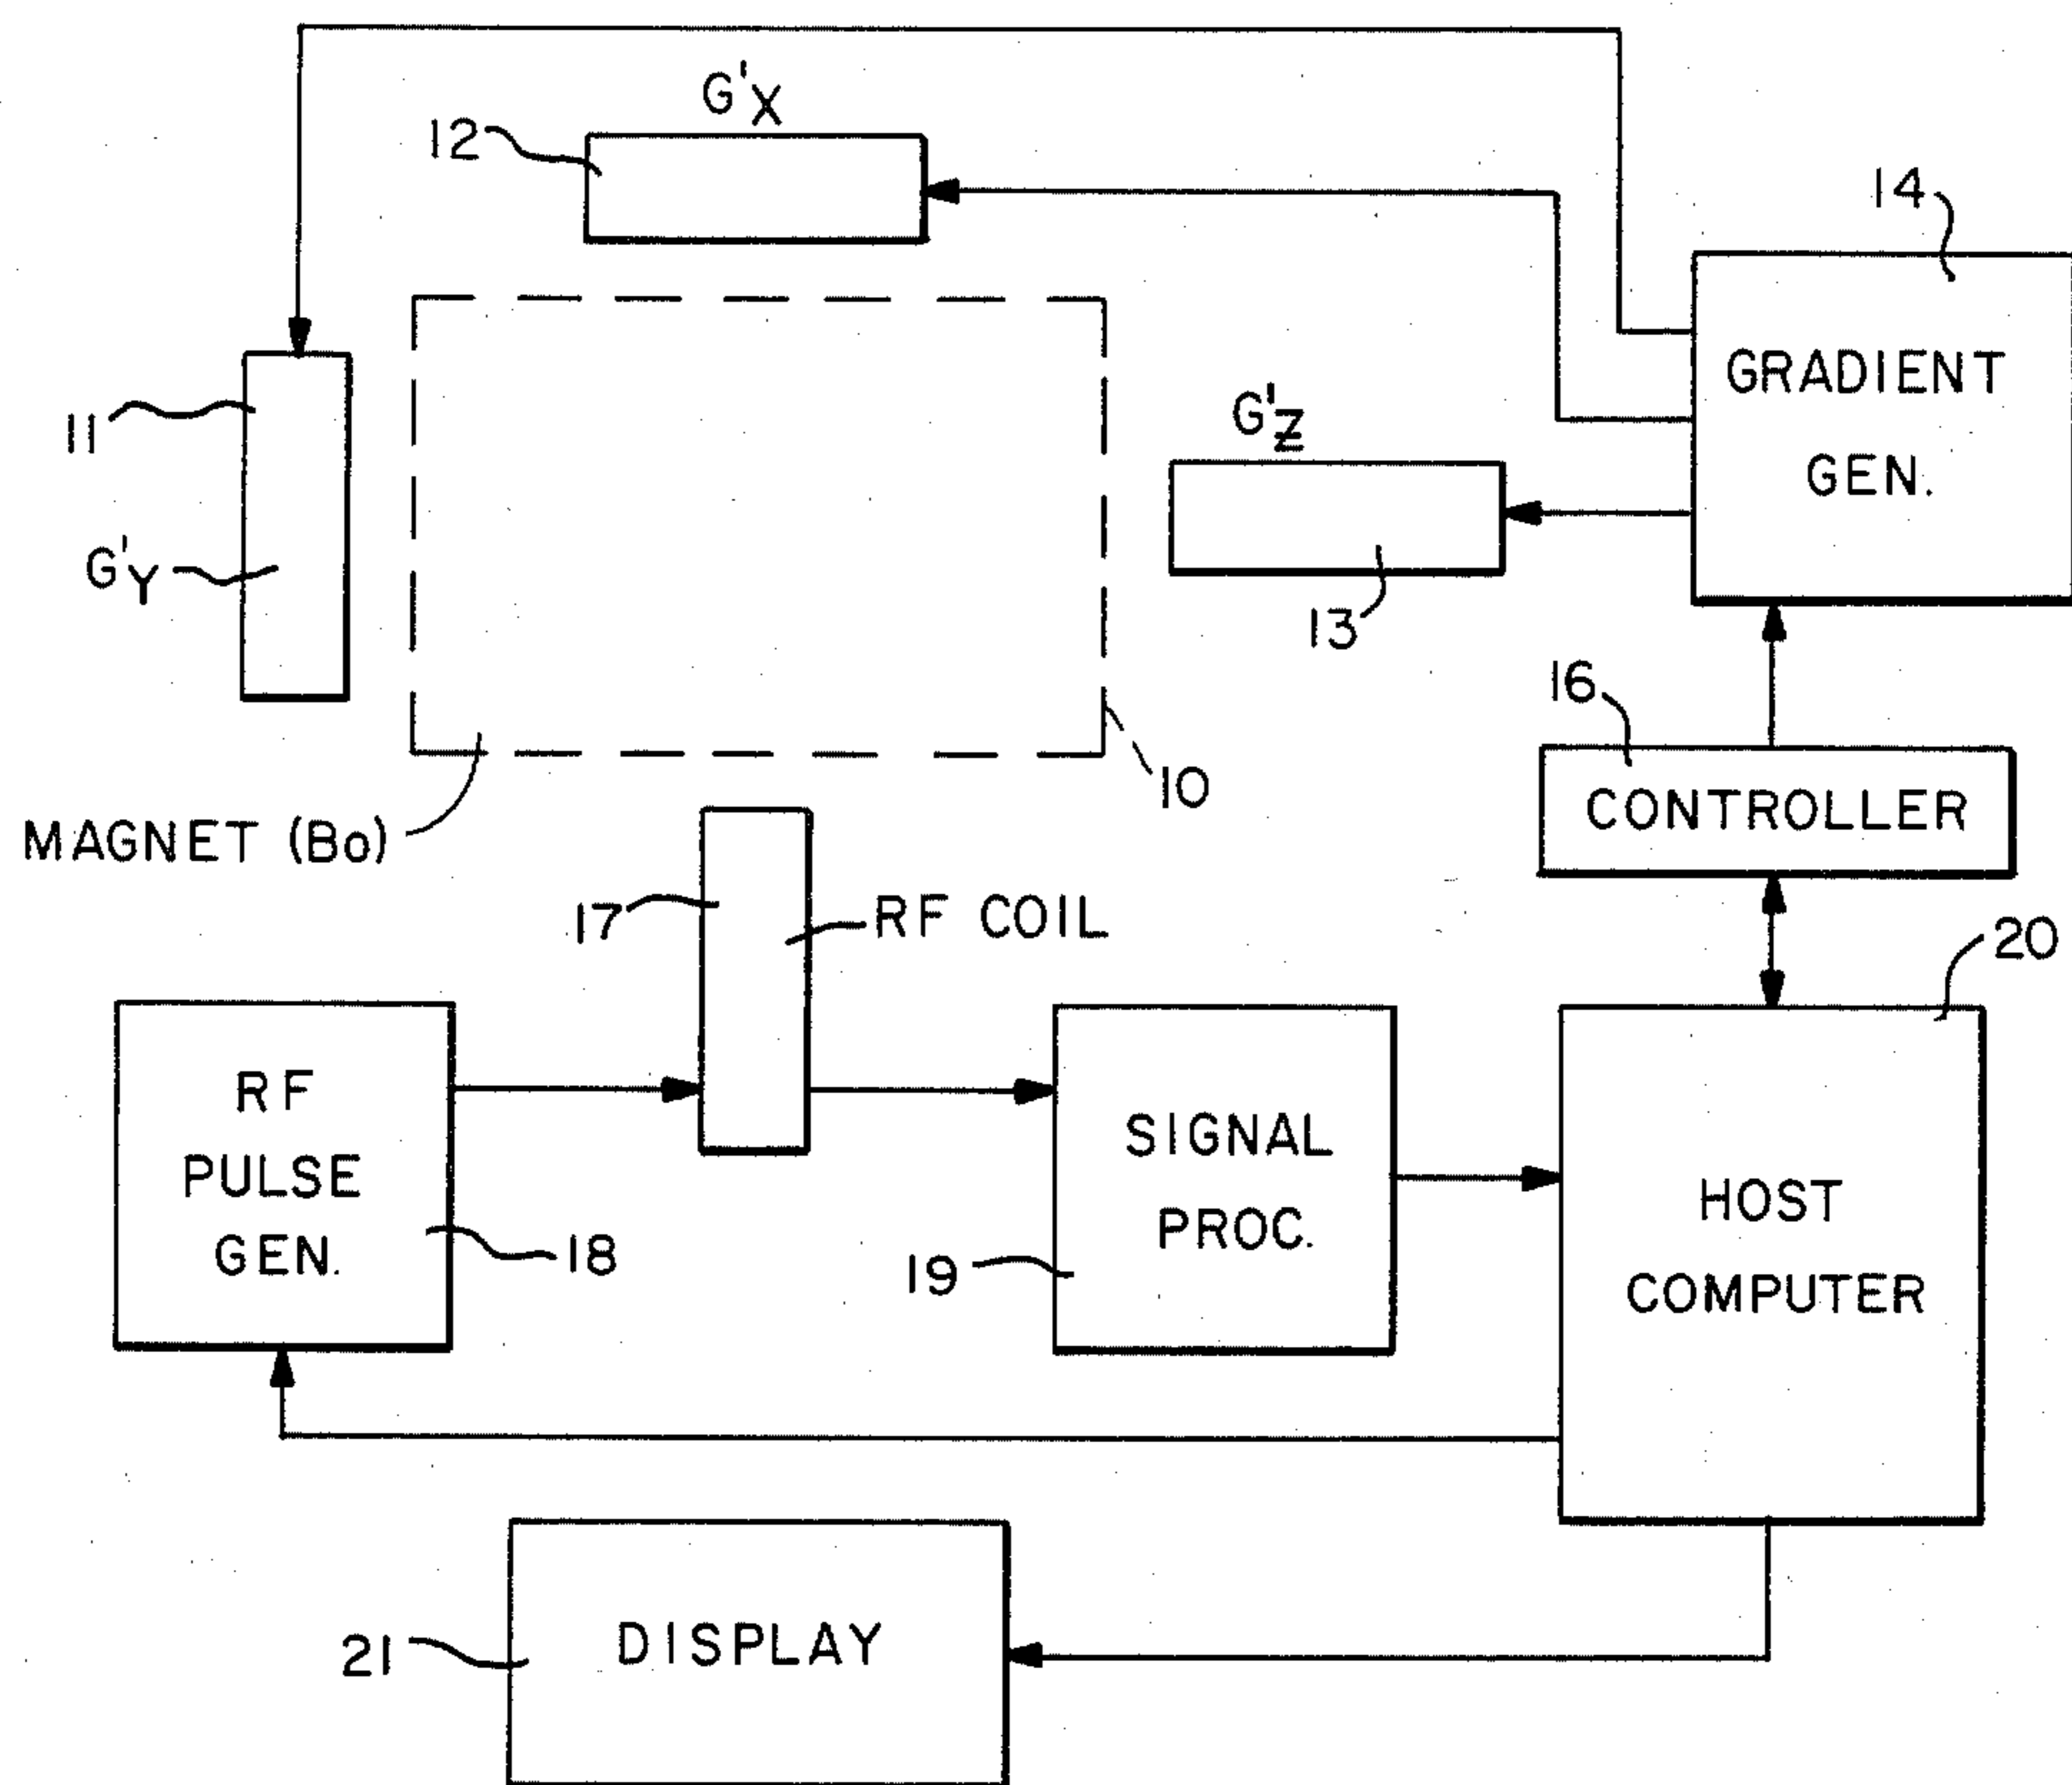 G'X
12
14
GRADIENT
GEN.
11
G'Y
G'Z
13
16
CONTROLLER
10
MAGNET (Bo)
17
RF COIL
20
RF
PULSE
GEN.
18
SIGNAL
PROC.
19
HOST
COMPUTER
21
DISPLAY